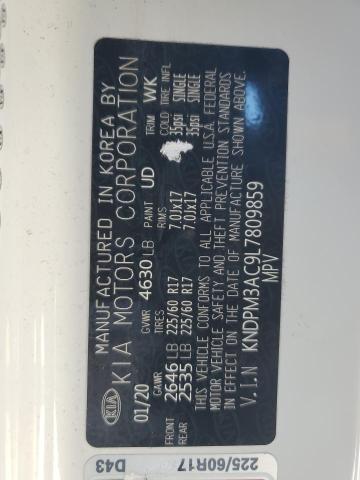 MANUFACTURED IN KOREA BY
KIA MOTORS CORPORATION
KIA
01/20 GVWR 4630 LB PAINT UD TRIM WK
GAWR TIRES RIMS COLD TIRE INFL
FRONT 2646 LB 225/60 R17 7.0JX17 35psi SINGLE
REAR 2535 LB 225/60 R17 7.0JX17 35psi SINGLE
THIS VEHICLE CONFORMS TO ALL APPLICABLE U.S.A. FEDERAL
MOTOR VEHICLE SAFETY AND THEFT PREVENTION STANDARDS
IN EFFECT ON THE DATE OF MANUFACTURE SHOWN ABOVE.
V.I.N KNDPM3AC9L7809859
MPV
D43 225/60R17